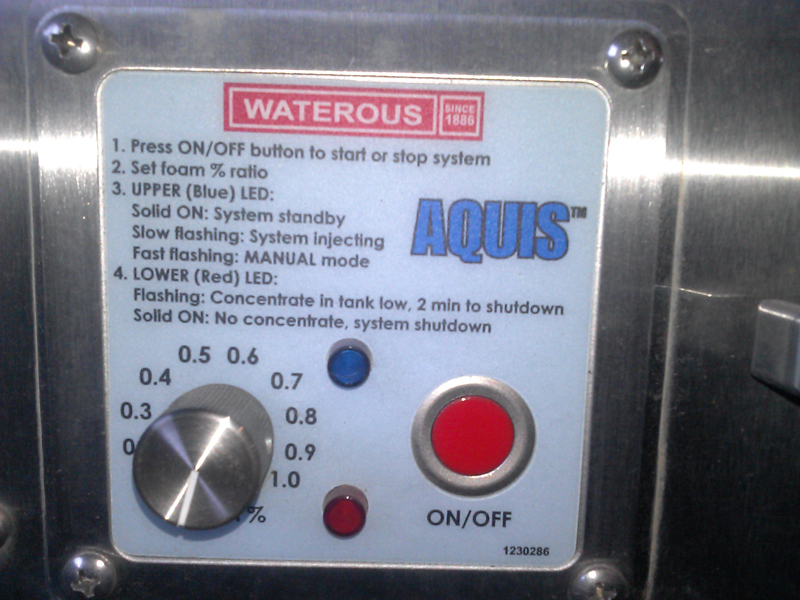 WATEROUS
SINCE
1886
1. Press ON/OFF button to start or stop system
2. Set foam % ratio
3. UPPER (Blue) LED:
Solid ON: System standby
Slow flashing: System injecting
Fast flashing: MANUAL mode
4. LOWER (Red) LED:
Flashing: Concentrate in tank low, 2 min to shutdown
Solid ON: No concentrate, system shutdown
AQUIS™
0.5 0.6
0.4 0.7
0.3 0.8
0.9
1.0
%
ON/OFF
1230286